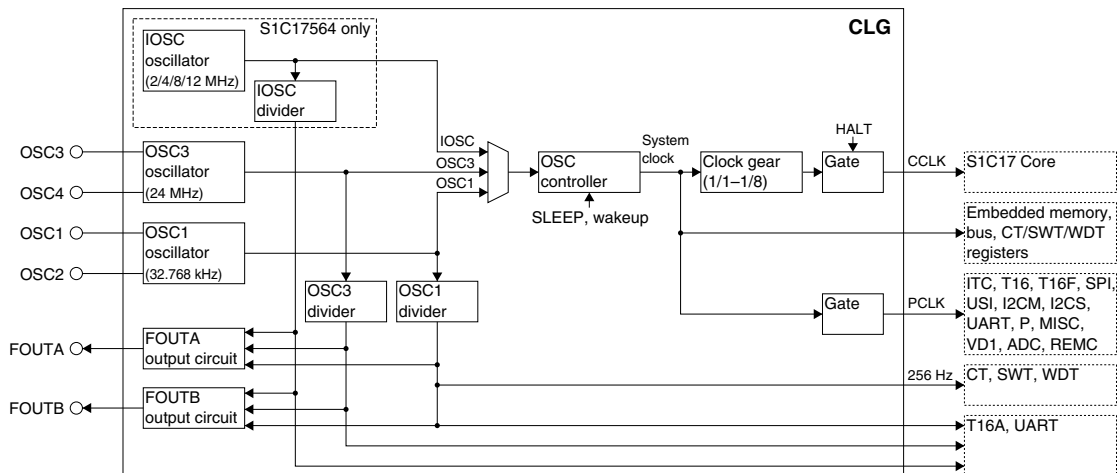 S1C17564 only
CLG
IOSC
oscillator
(2/4/8/12 MHz)
IOSC
divider
OSC3
OSC4
OSC3
oscillator
(24 MHz)
OSC1
OSC2
OSC1
oscillator
(32.768 kHz)
IOSC
OSC3
OSC1
OSC
controller
SLEEP, wakeup
System
clock
Clock gear
(1/1–1/8)
HALT
Gate
CCLK
S1C17 Core
Embedded memory,
bus, CT/SWT/WDT
registers
OSC3
divider
OSC1
divider
Gate
PCLK
ITC, T16, T16F, SPI,
USI, I2CM, I2CS,
UART, P, MISC,
VD1, ADC, REMC
FOUTA
FOUTA
output circuit
256 Hz
CT, SWT, WDT
FOUTB
FOUTB
output circuit
T16A, UART